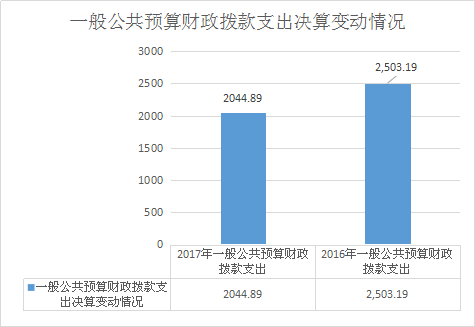 一般公共预算财政拨款支出决算变动情况
3000
2500
2000
1500
1000
500
0
2044.89
2,503.19
2017年一般公共预算财政
拨款支出
2016年一般公共预算财政
拨款支出
一般公共预算财政拨款支
出决算变动情况
2044.89
2,503.19